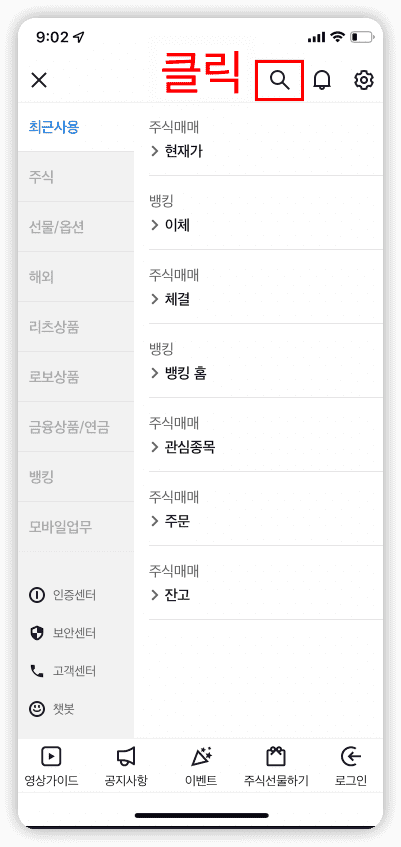 9:02
클릭
최근사용
주식
선물/옵션
해외
리츠상품
로보상품
금융상품/연금
뱅킹
모바일업무
인증센터
보안센터
고객센터
챗봇
주식매매
현재가
뱅킹
이체
주식매매
체결
뱅킹
뱅킹 홈
주식매매
관심종목
주식매매
주문
주식매매
잔고
영상가이드
공지사항
이벤트
주식선물하기
로그인